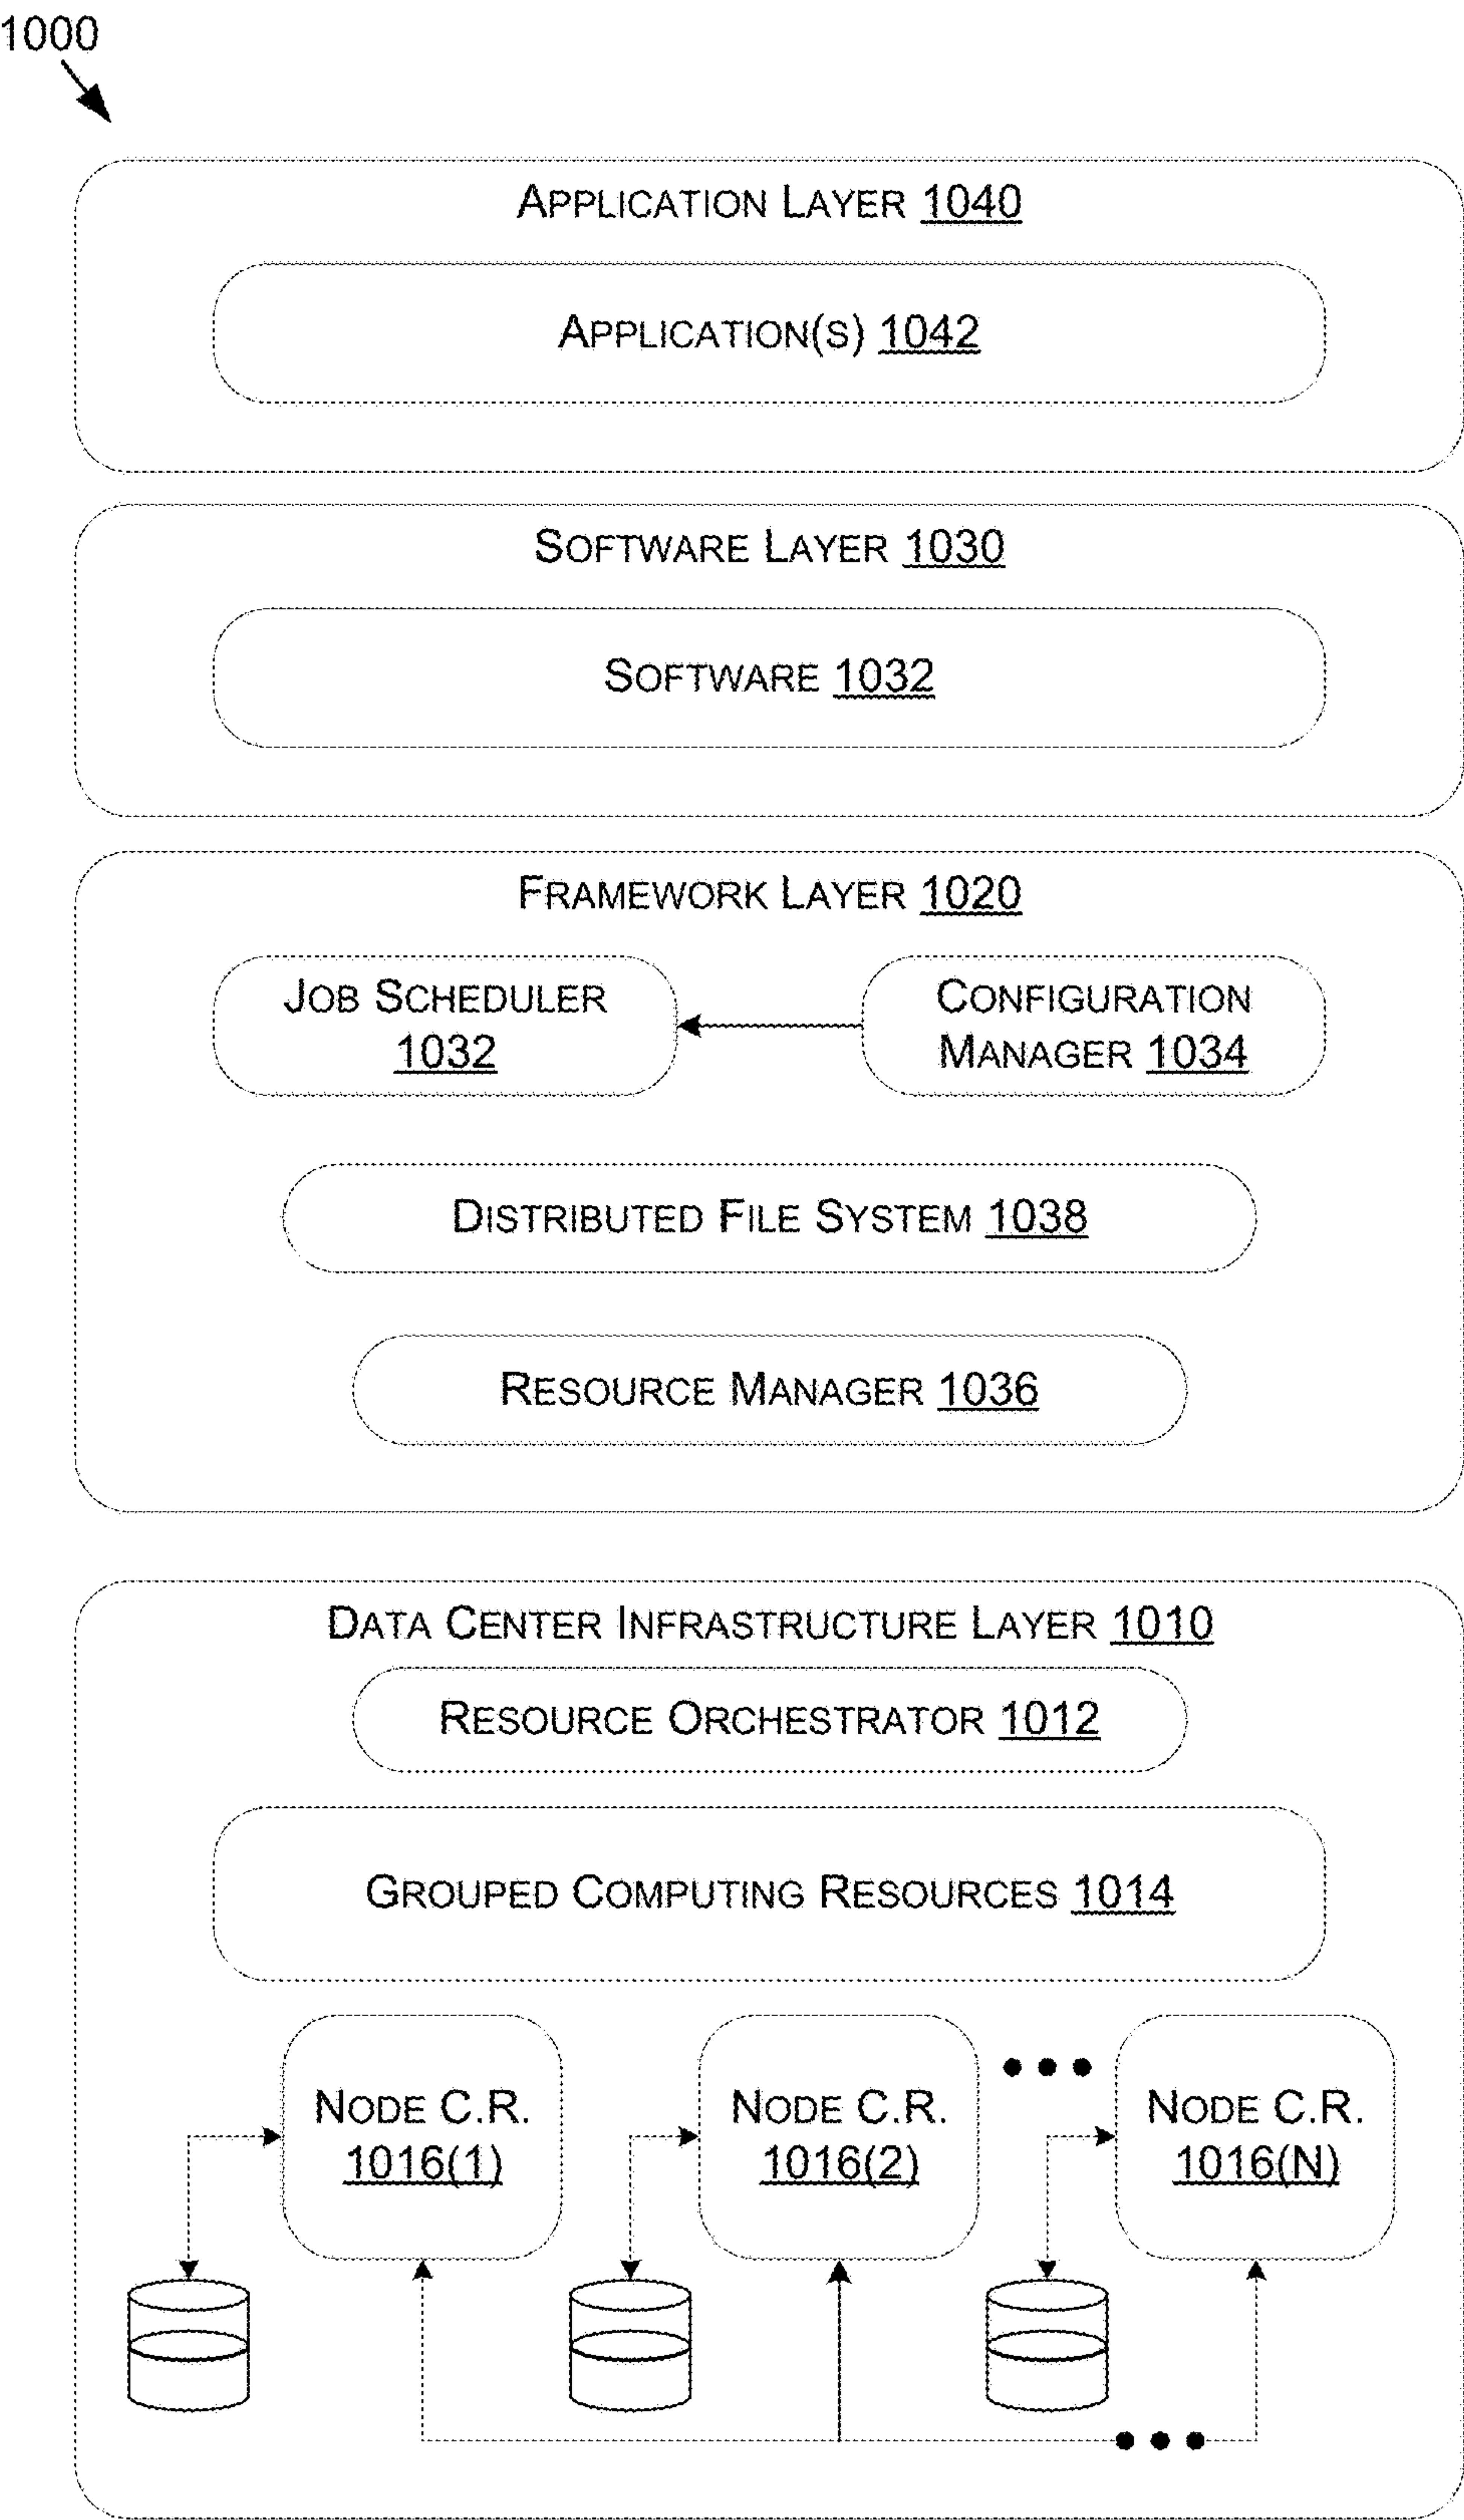 1000
APPLICATION LAYER 1040
APPLICATION(S) 1042
SOFTWARE LAYER 1030
SOFTWARE 1032
FRAMEWORK LAYER 1020
JOB SCHEDULER
1032
CONFIGURATION
MANAGER 1034
DISTRIBUTED FILE SYSTEM 1038
RESOURCE MANAGER 1036
DATA CENTER INFRASTRUCTURE LAYER 1010
RESOURCE ORCHESTRATOR 1012
GROUPED COMPUTING RESOURCES 1014
NODE C.R.
1016(1)
NODE C.R.
1016(2)
NODE C.R.
1016(N)